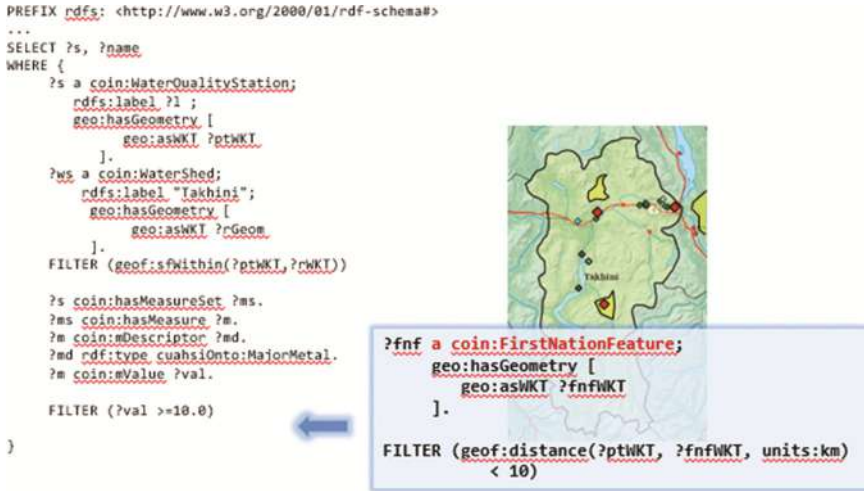 PREFIX rdfs: <http://www.w3.org/2000/01/rdf-schema#>
...
SELECT ?s, ?name
WHERE {
?s a coin:WaterQualityStation;
rdfs:label ?l ;
geo:hasGeometry [
geo:asWKT ?ptWKT
].
?ws a coin:WaterShed;
rdfs:label "Takhini";
geo:hasGeometry [
geo:asWKT ?rGeom
].
FILTER (geof:sfWithin(?ptWKT,?rWKT))
?s coin:hasMeasureSet ?ms.
?ms coin:hasMeasure ?m.
?m coin:mDescriptor ?md.
?md rdf:type cuahsiOnto:MajorMetal.
?m coin:mValue ?val.
FILTER (?val >=10.0)
}
Takhini
?fnf a coin:FirstNationFeature;
geo:hasGeometry [
geo:asWKT ?fnfWKT
].
FILTER (geof:distance(?ptWKT, ?fnfWKT, units:km)
< 10)